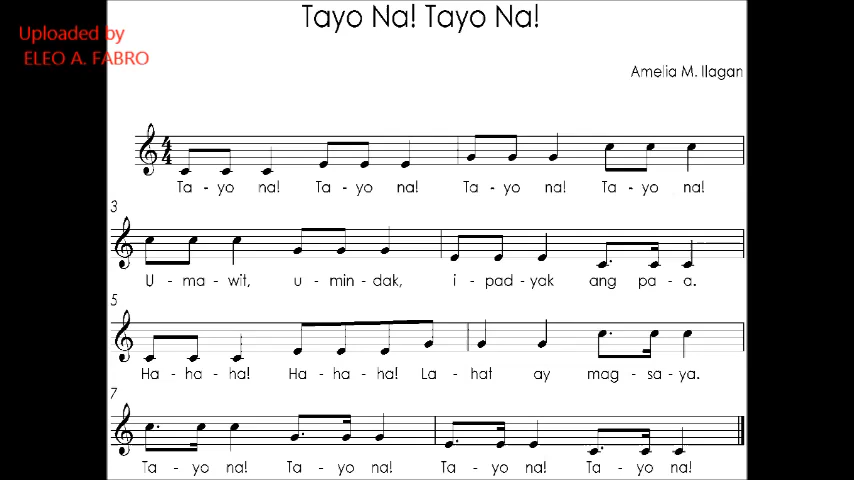 Tayo Na! Tayo Na!
Uploaded by
ELEO A. FABRO
Amelia M. Ilagan
4
4
Ta - yo na! Ta - yo na! Ta - yo na! Ta - yo na!
3
U - ma - wit, u - min - dak, i - pad - yak ang pa - a.
5
Ha - ha - ha! Ha - ha - ha! La - hat ay mag - sa - ya.
7
Ta - yo na! Ta - yo na! Ta - yo na! Ta - yo na!